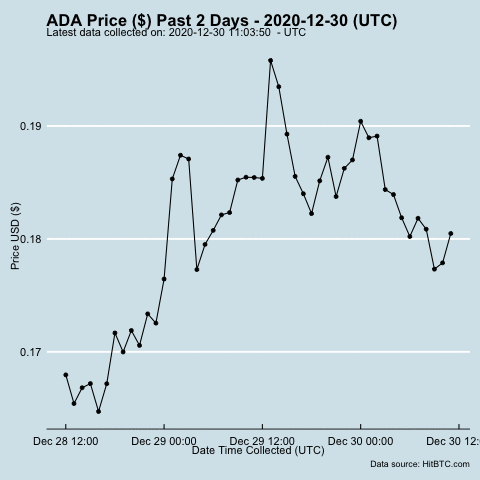 ADA Price ($) Past 2 Days - 2020-12-30 (UTC)
Latest data collected on: 2020-12-30 11:03:50 - UTC
Price USD ($)
0.19
0.18
0.17
Dec 28 12:00 Dec 29 00:00 Dec 29 12:00 Dec 30 00:00 Dec 30 12:
Date Time Collected (UTC)
Data source: HitBTC.com